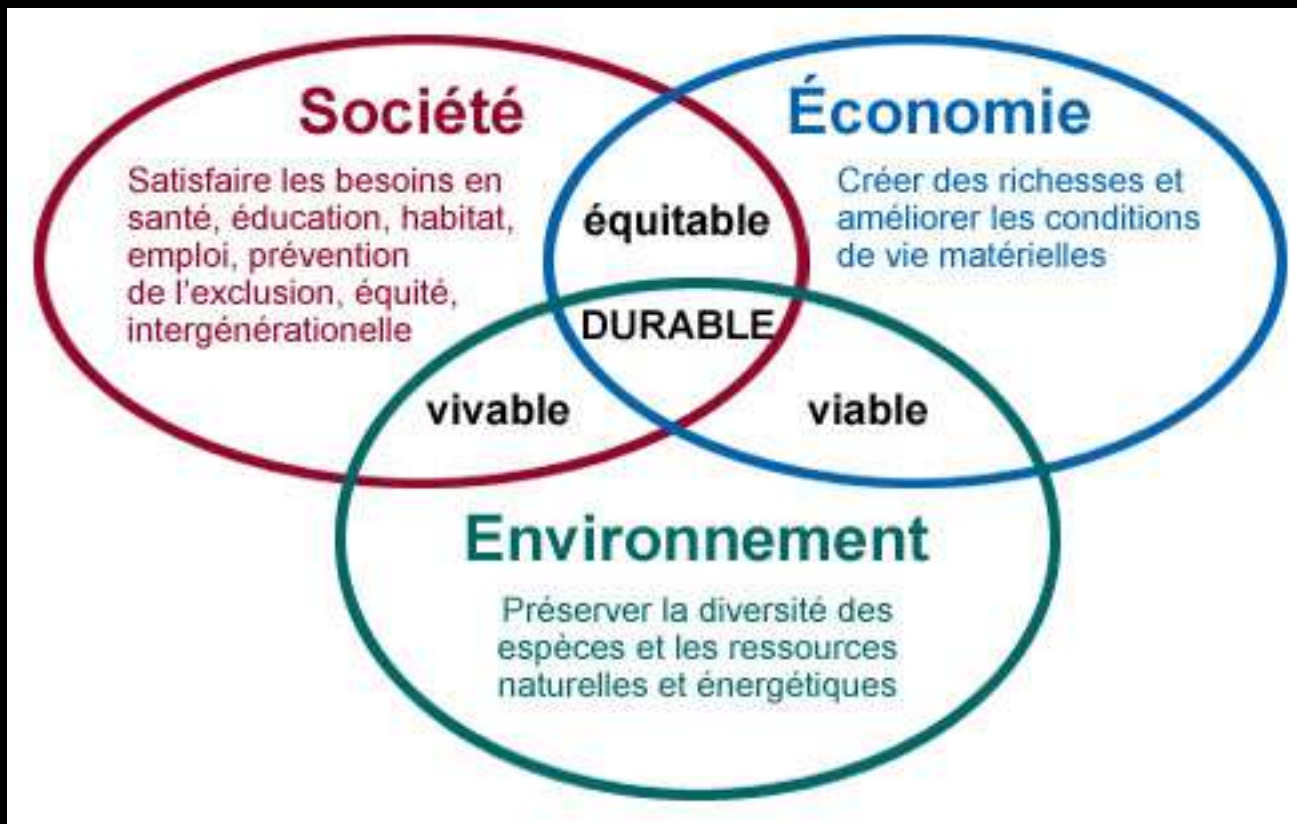 Société
Satisfaire les besoins en
santé, éducation, habitat,
emploi, prévention
de l'exclusion, équité,
intergénérationelle
Économie
Créer des richesses et
améliorer les conditions
de vie matérielles
équitable
DURABLE
vivable
viable
Environnement
Préserver la diversité des
espèces et les ressources
naturelles et énergétiques